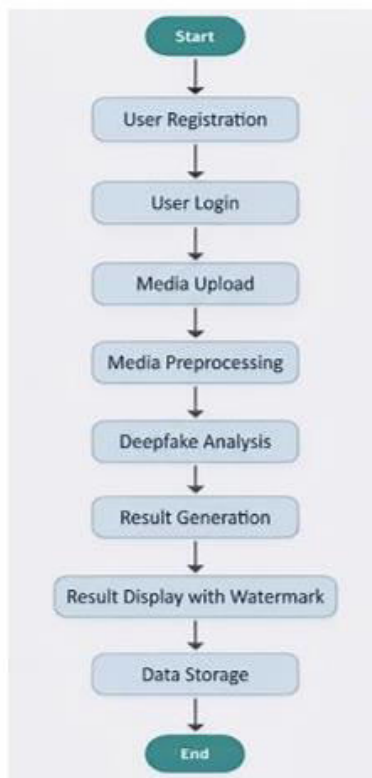 Start
User Registration
User Login
Media Upload
Media Preprocessing
Deepfake Analysis
Result Generation
Result Display with Watermark
Data Storage
End